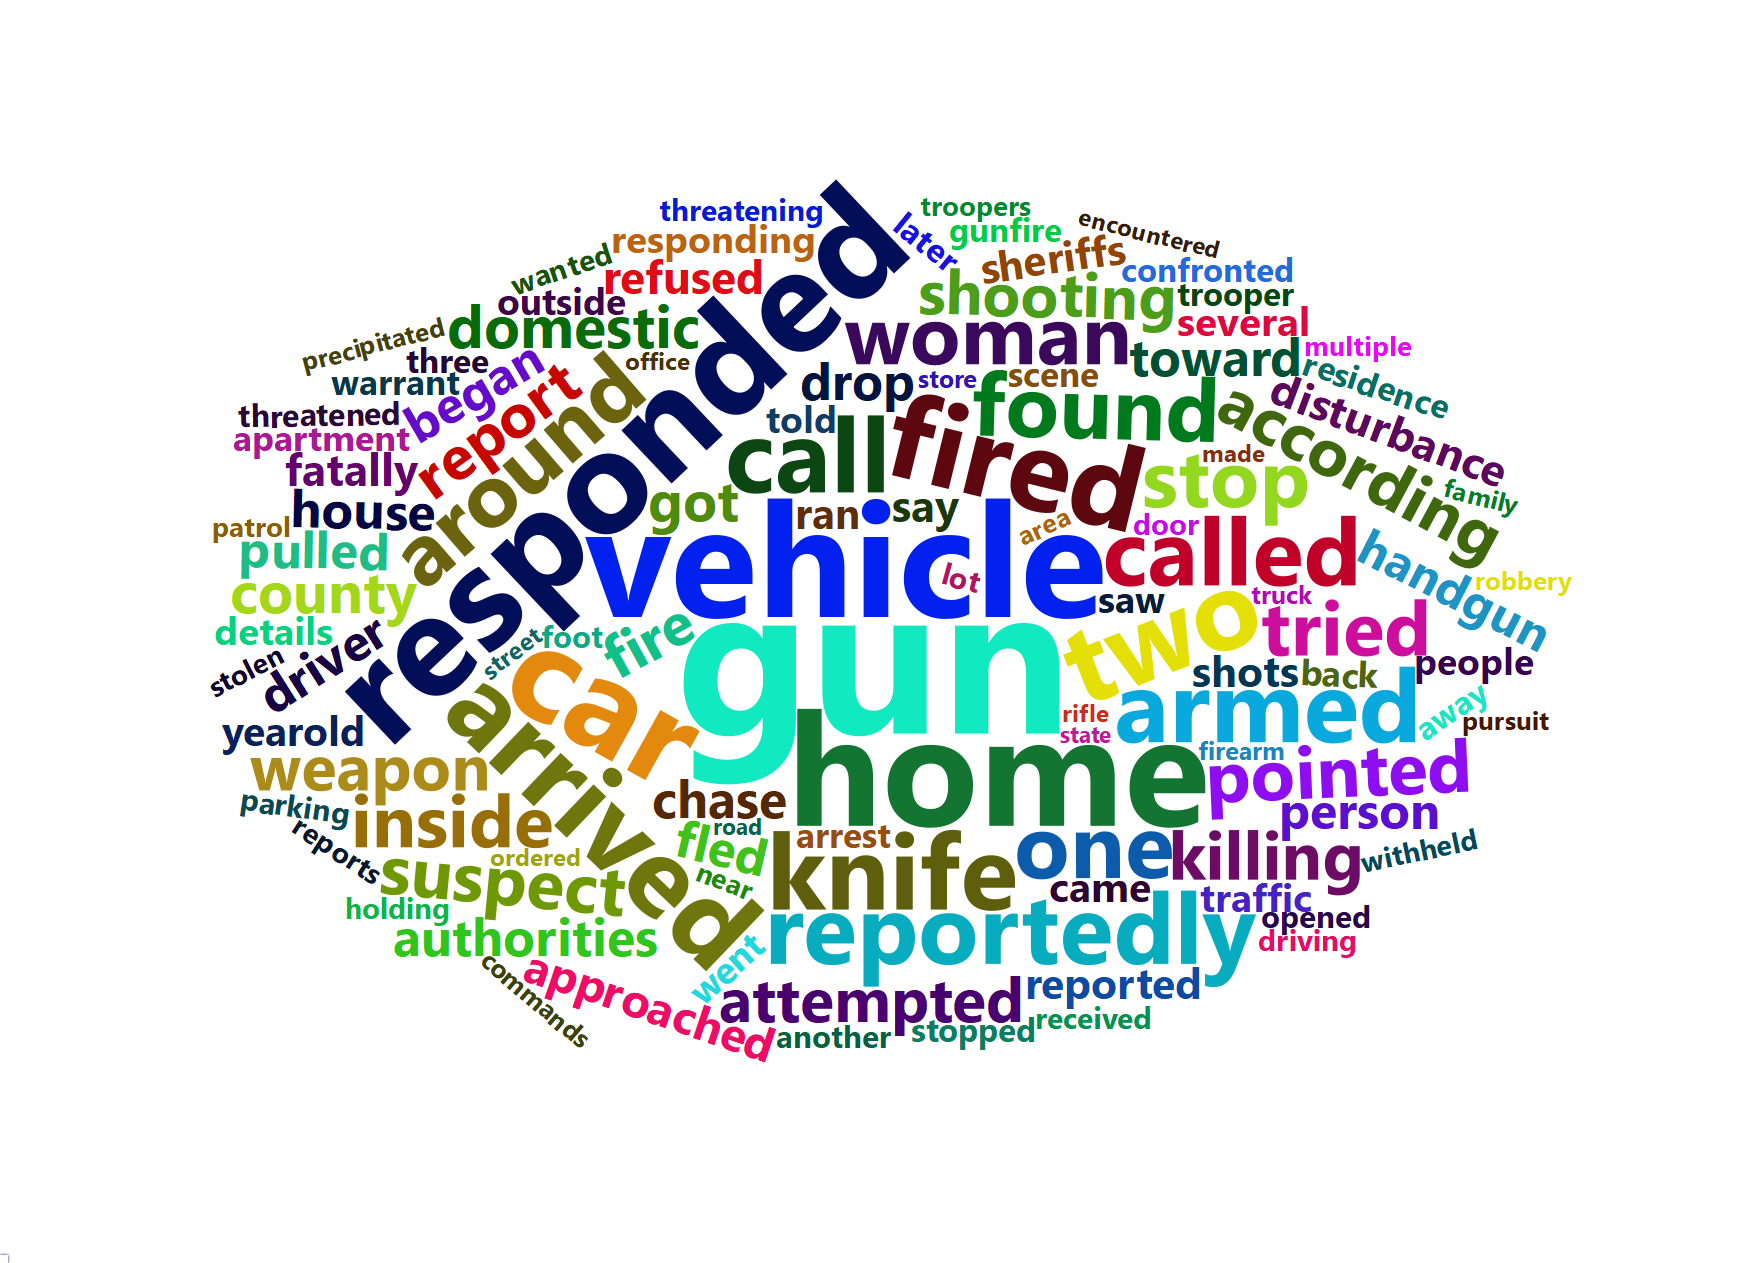 threatening
troopers
encountered
wanted
responding
later
gunfire
sheriffs
confronted
outside
refused
responded
shooting
trooper
precipitated
domestic
woman
several
three
began
office
toward
multiple
warrant
report
around
drop
store
scene
residence
threatened
told
fired
found
according
disturbance
apartment
call
made
fatally
stop
family
house
got
ran
say
area
door
patrol
pulled
vehicle
called
handgun
robbery
county
lot
saw
truck
details
driver
street
foot
fire
gun
two
tried
stolen
car
shots
back
people
yearold
arrived
rifle
armed
away
pursuit
state
weapon
home
firearm
pointed
parking
chase
person
inside
fled
road
arrest
one
killing
withheld
reports
suspect
ordered
near
knife
came
traffic
holding
reportedly
opened
authorities
driving
commands
approached
went
attempted
reported
another
stopped
received